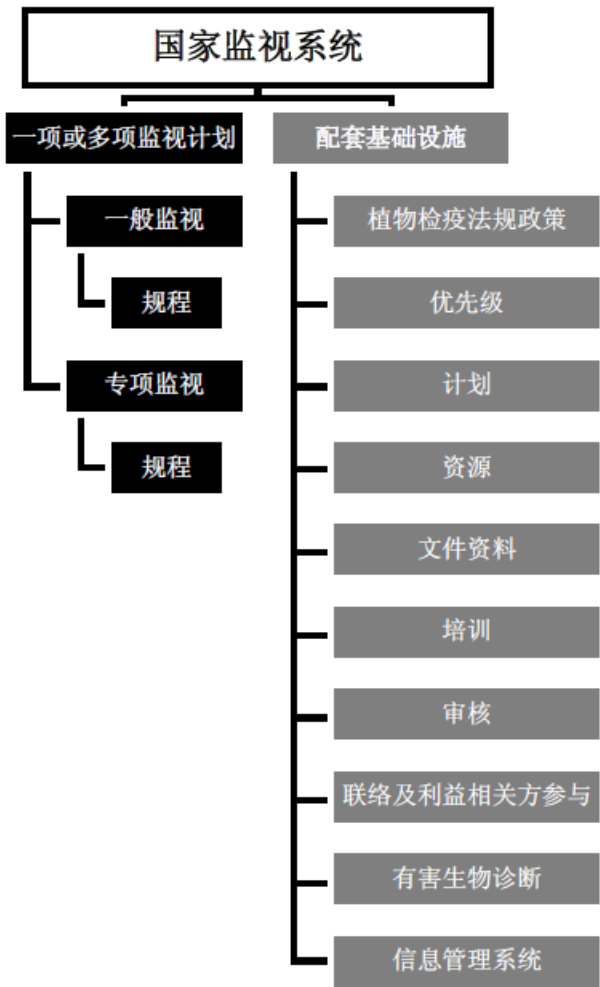 国家监视系统
一项或多项监视计划
配套基础设施
一般监视
规程
专项监视
规程
植物检疫法规政策
优先级
计划
资源
文件资料
培训
审核
联络及利益相关方参与
有害生物诊断
信息管理系统